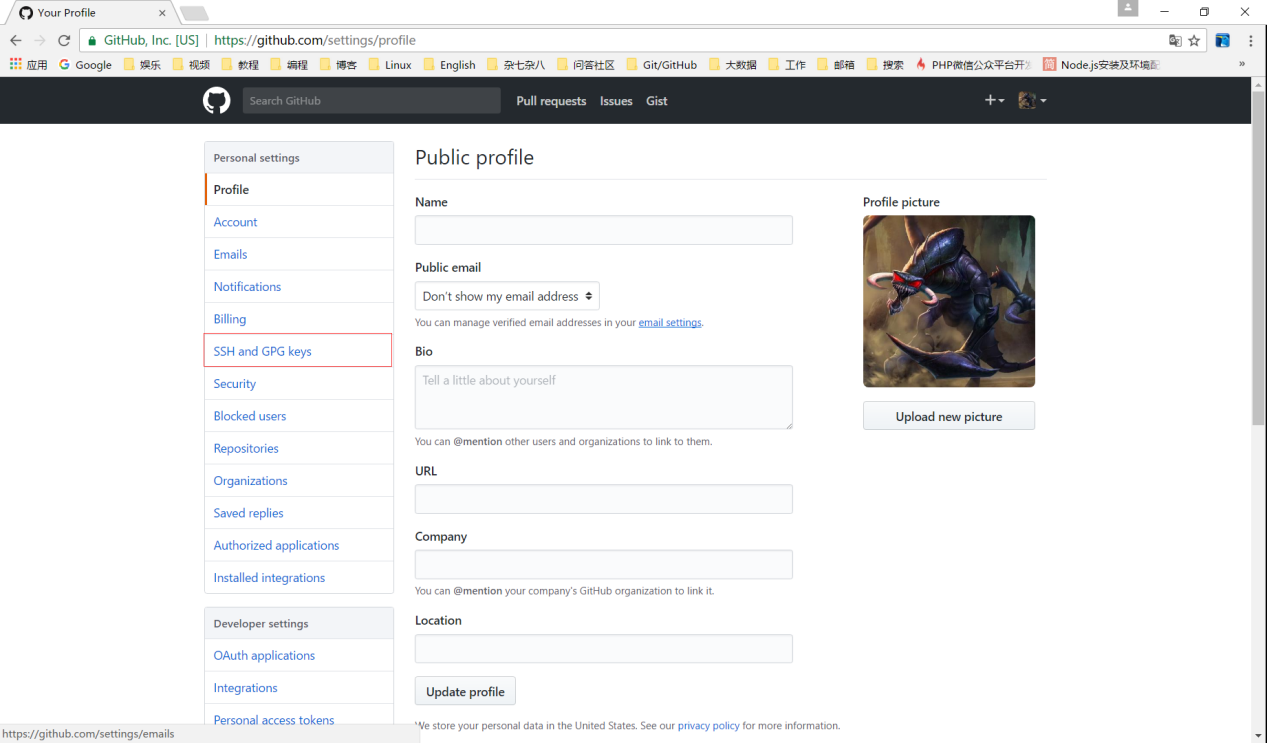 Your Profile
GitHub, Inc. [US] | https://github.com/settings/profile
应用 Google 娱乐 视频 教程 编程 博客 Linux English 杂七杂八 问答社区 Git/GitHub 大数据 工作 邮箱 搜索 PHP微信公众平台开 Node.js安装及环境配 »
Search GitHub Pull requests Issues Gist
Personal settings
Profile
Account
Emails
Notifications
Billing
SSH and GPG keys
Security
Blocked users
Repositories
Organizations
Saved replies
Authorized applications
Installed integrations
Developer settings
OAuth applications
Integrations
Personal access tokens
Public profile
Name
Public email
Don't show my email address
You can manage verified email addresses in your email settings.
Bio
Tell a little about yourself
You can @mention other users and organizations to link to them.
URL
Company
You can @mention your company's GitHub organization to link it.
Location
Update profile
We store your personal data in the United States. See our privacy policy for more information.
Profile picture
Upload new picture
https://github.com/settings/emails